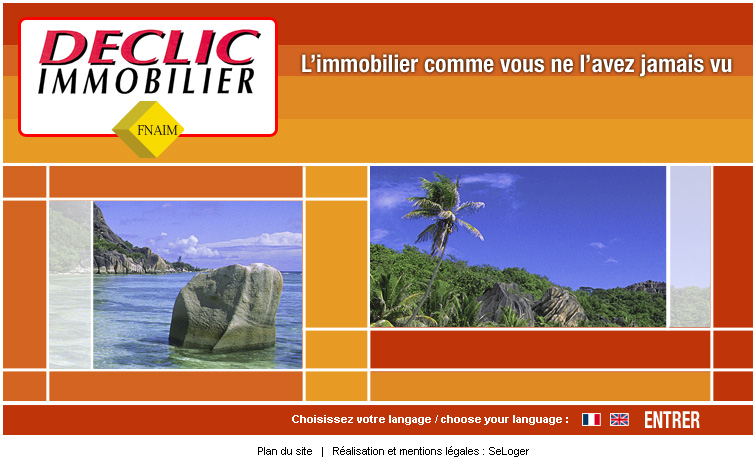 DECLIC
IMMOBILIER
FNAIM
L'immobilier comme vous ne l'avez jamais vu
Choisissez votre langage / choose your language :
ENTRER
Plan du site | Réalisation et mentions légales : SeLoger